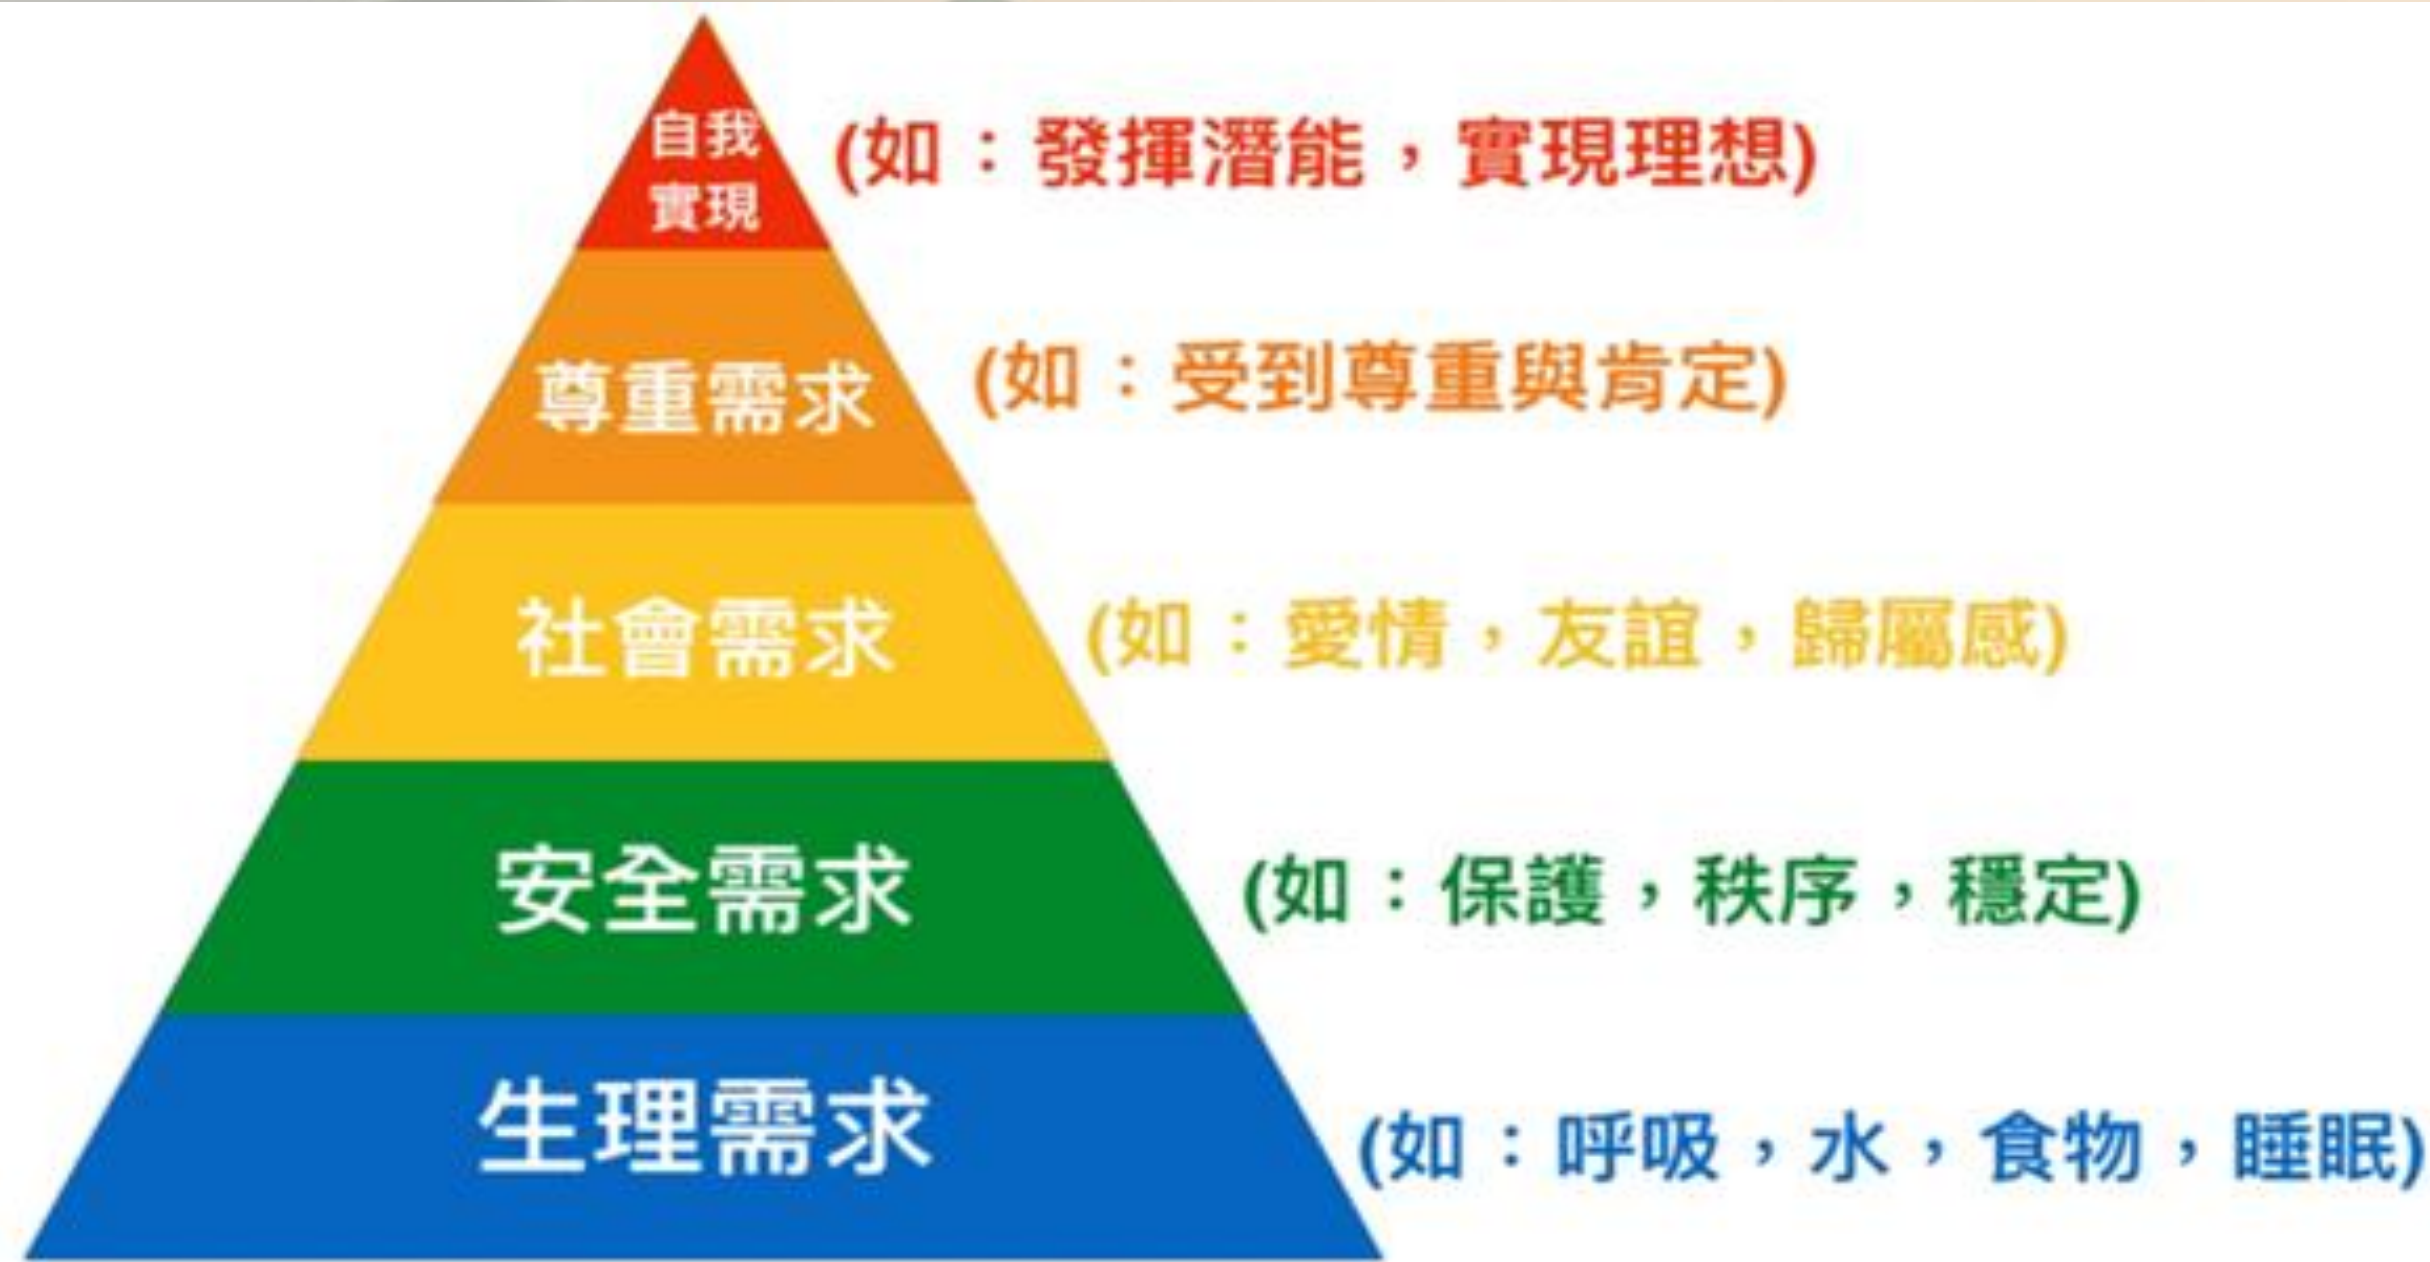 自我
實現
(如：發揮潛能，實現理想)
尊重需求
(如：受到尊重與肯定)
社會需求
(如：愛情，友誼，歸屬感)
安全需求
(如：保護，秩序，穩定)
生理需求
(如：呼吸，水，食物，睡眠)